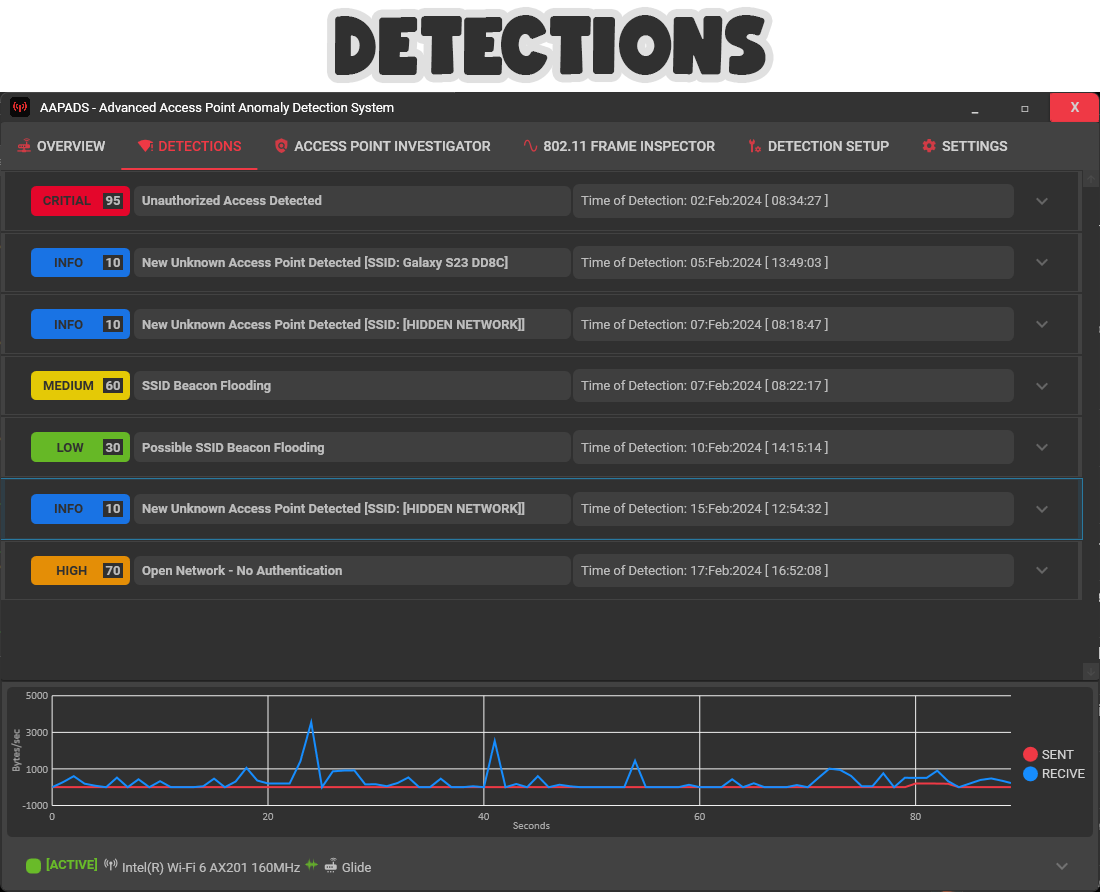 DETECTIONS
AAPADS - Advanced Access Point Anomaly Detection System
X
OVERVIEW DETECTIONS ACCESS POINT INVESTIGATOR 802.11 FRAME INSPECTOR DETECTION SETUP SETTINGS
CRITIAL 95 Unauthorized Access Detected Time of Detection: 02:Feb:2024 [ 08:34:27 ]
INFO 10 New Unknown Access Point Detected [SSID: Galaxy S23 DD8C] Time of Detection: 05:Feb:2024 [ 13:49:03 ]
INFO 10 New Unknown Access Point Detected [SSID: [HIDDEN NETWORK]] Time of Detection: 07:Feb:2024 [ 08:18:47 ]
MEDIUM 60 SSID Beacon Flooding Time of Detection: 07:Feb:2024 [ 08:22:17 ]
LOW 30 Possible SSID Beacon Flooding Time of Detection: 10:Feb:2024 [ 14:15:14 ]
INFO 10 New Unknown Access Point Detected [SSID: [HIDDEN NETWORK]] Time of Detection: 15:Feb:2024 [ 12:54:32 ]
HIGH 70 Open Network - No Authentication Time of Detection: 17:Feb:2024 [ 16:52:08 ]
5000
3000
1000
-1000
Bytes/sec
0 20 40 60 80
Seconds
SENT
RECIVE
[ACTIVE] Intel(R) Wi-Fi 6 AX201 160MHz Glide